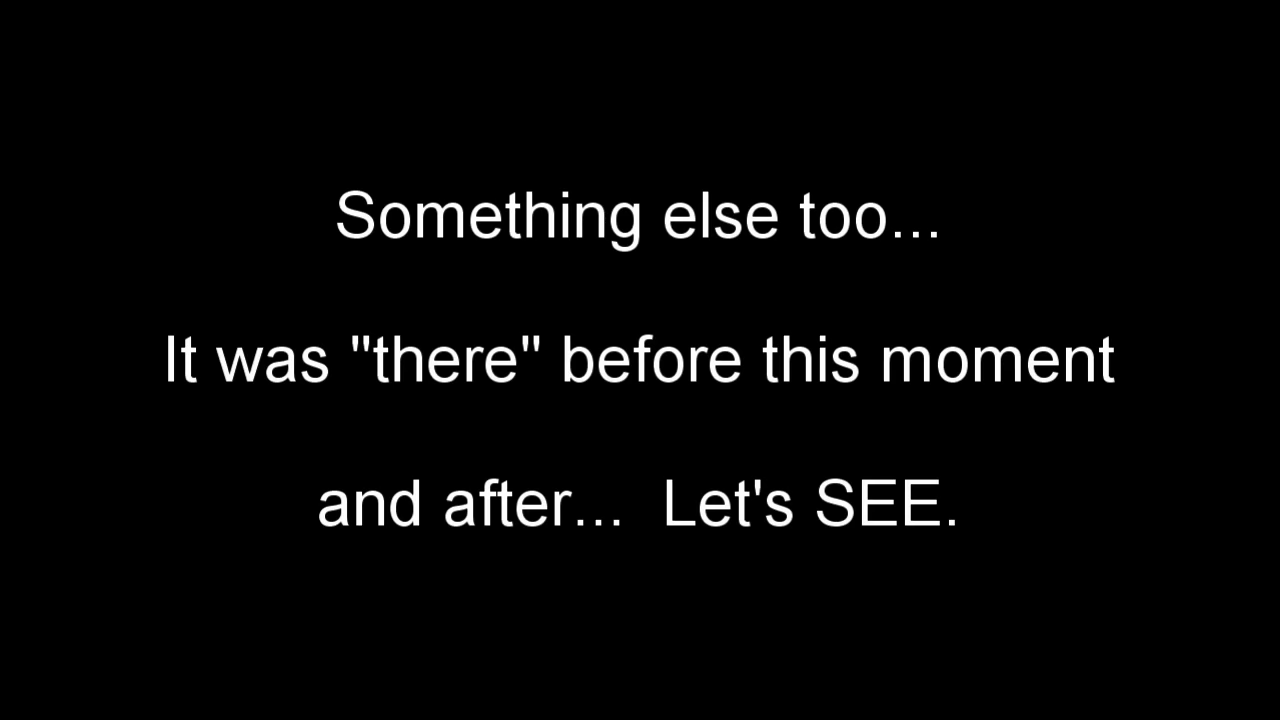 Something else too...
It was "there" before this moment
and after...  Let's SEE.